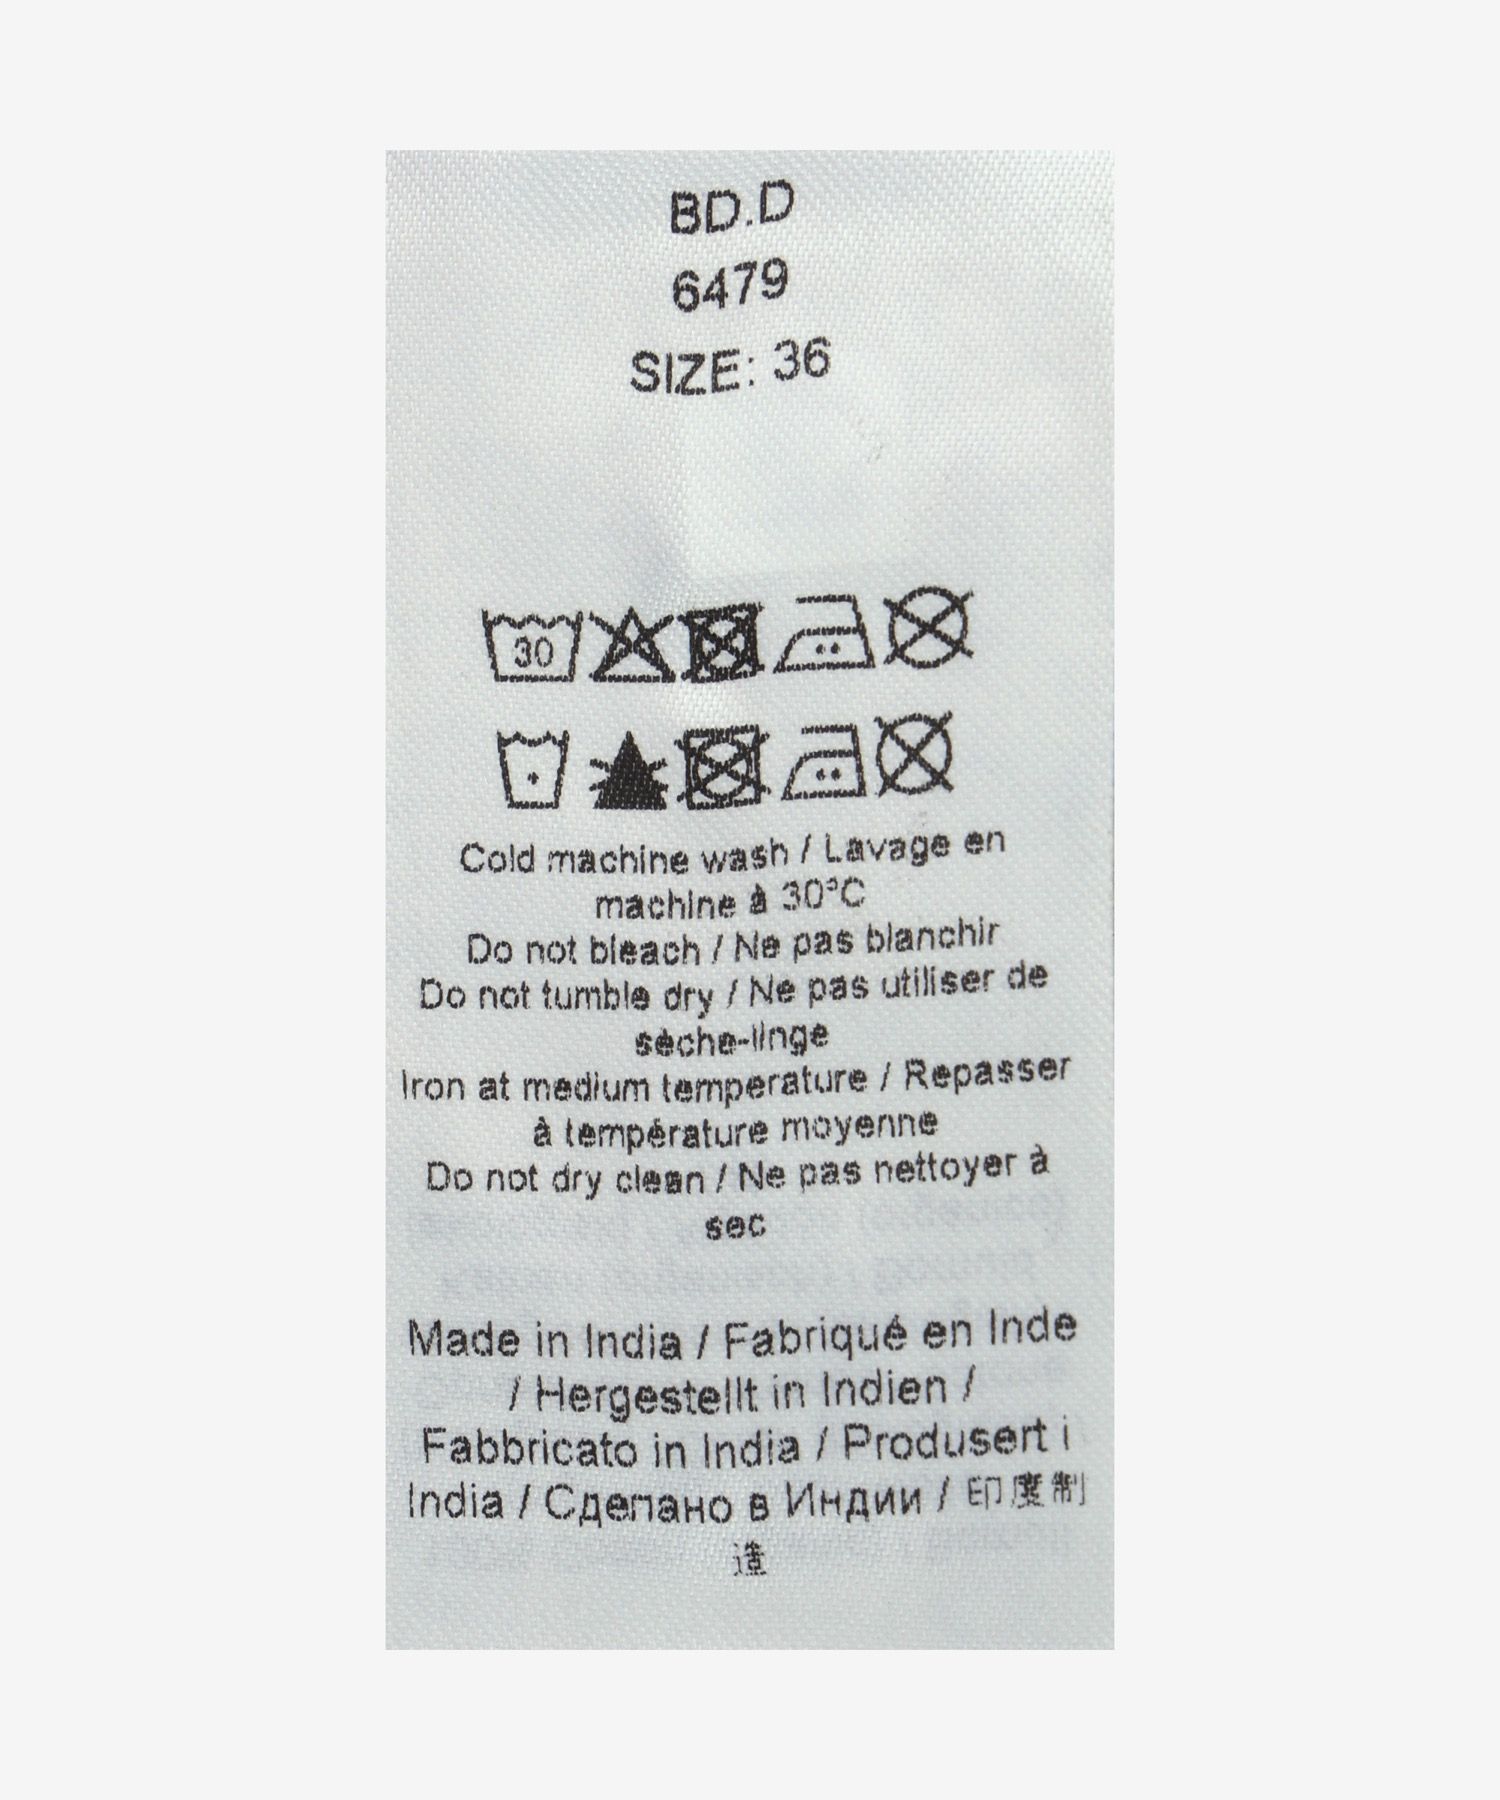 BD.D
6479
SIZE: 36
30
Cold machine wash / Lavage en
machine à 30°C
Do not bleach / Ne pas blanchir
Do not tumble dry / Ne pas utiliser de
sèche-linge
Iron at medium temperature / Repasser
à température moyenne
Do not dry clean / Ne pas nettoyer à
sec
Made in India / Fabriqué en Inde
/ Hergestellt in Indien /
Fabbricato in India / Produsert i
India / Сделано в Индии / 印度制
造